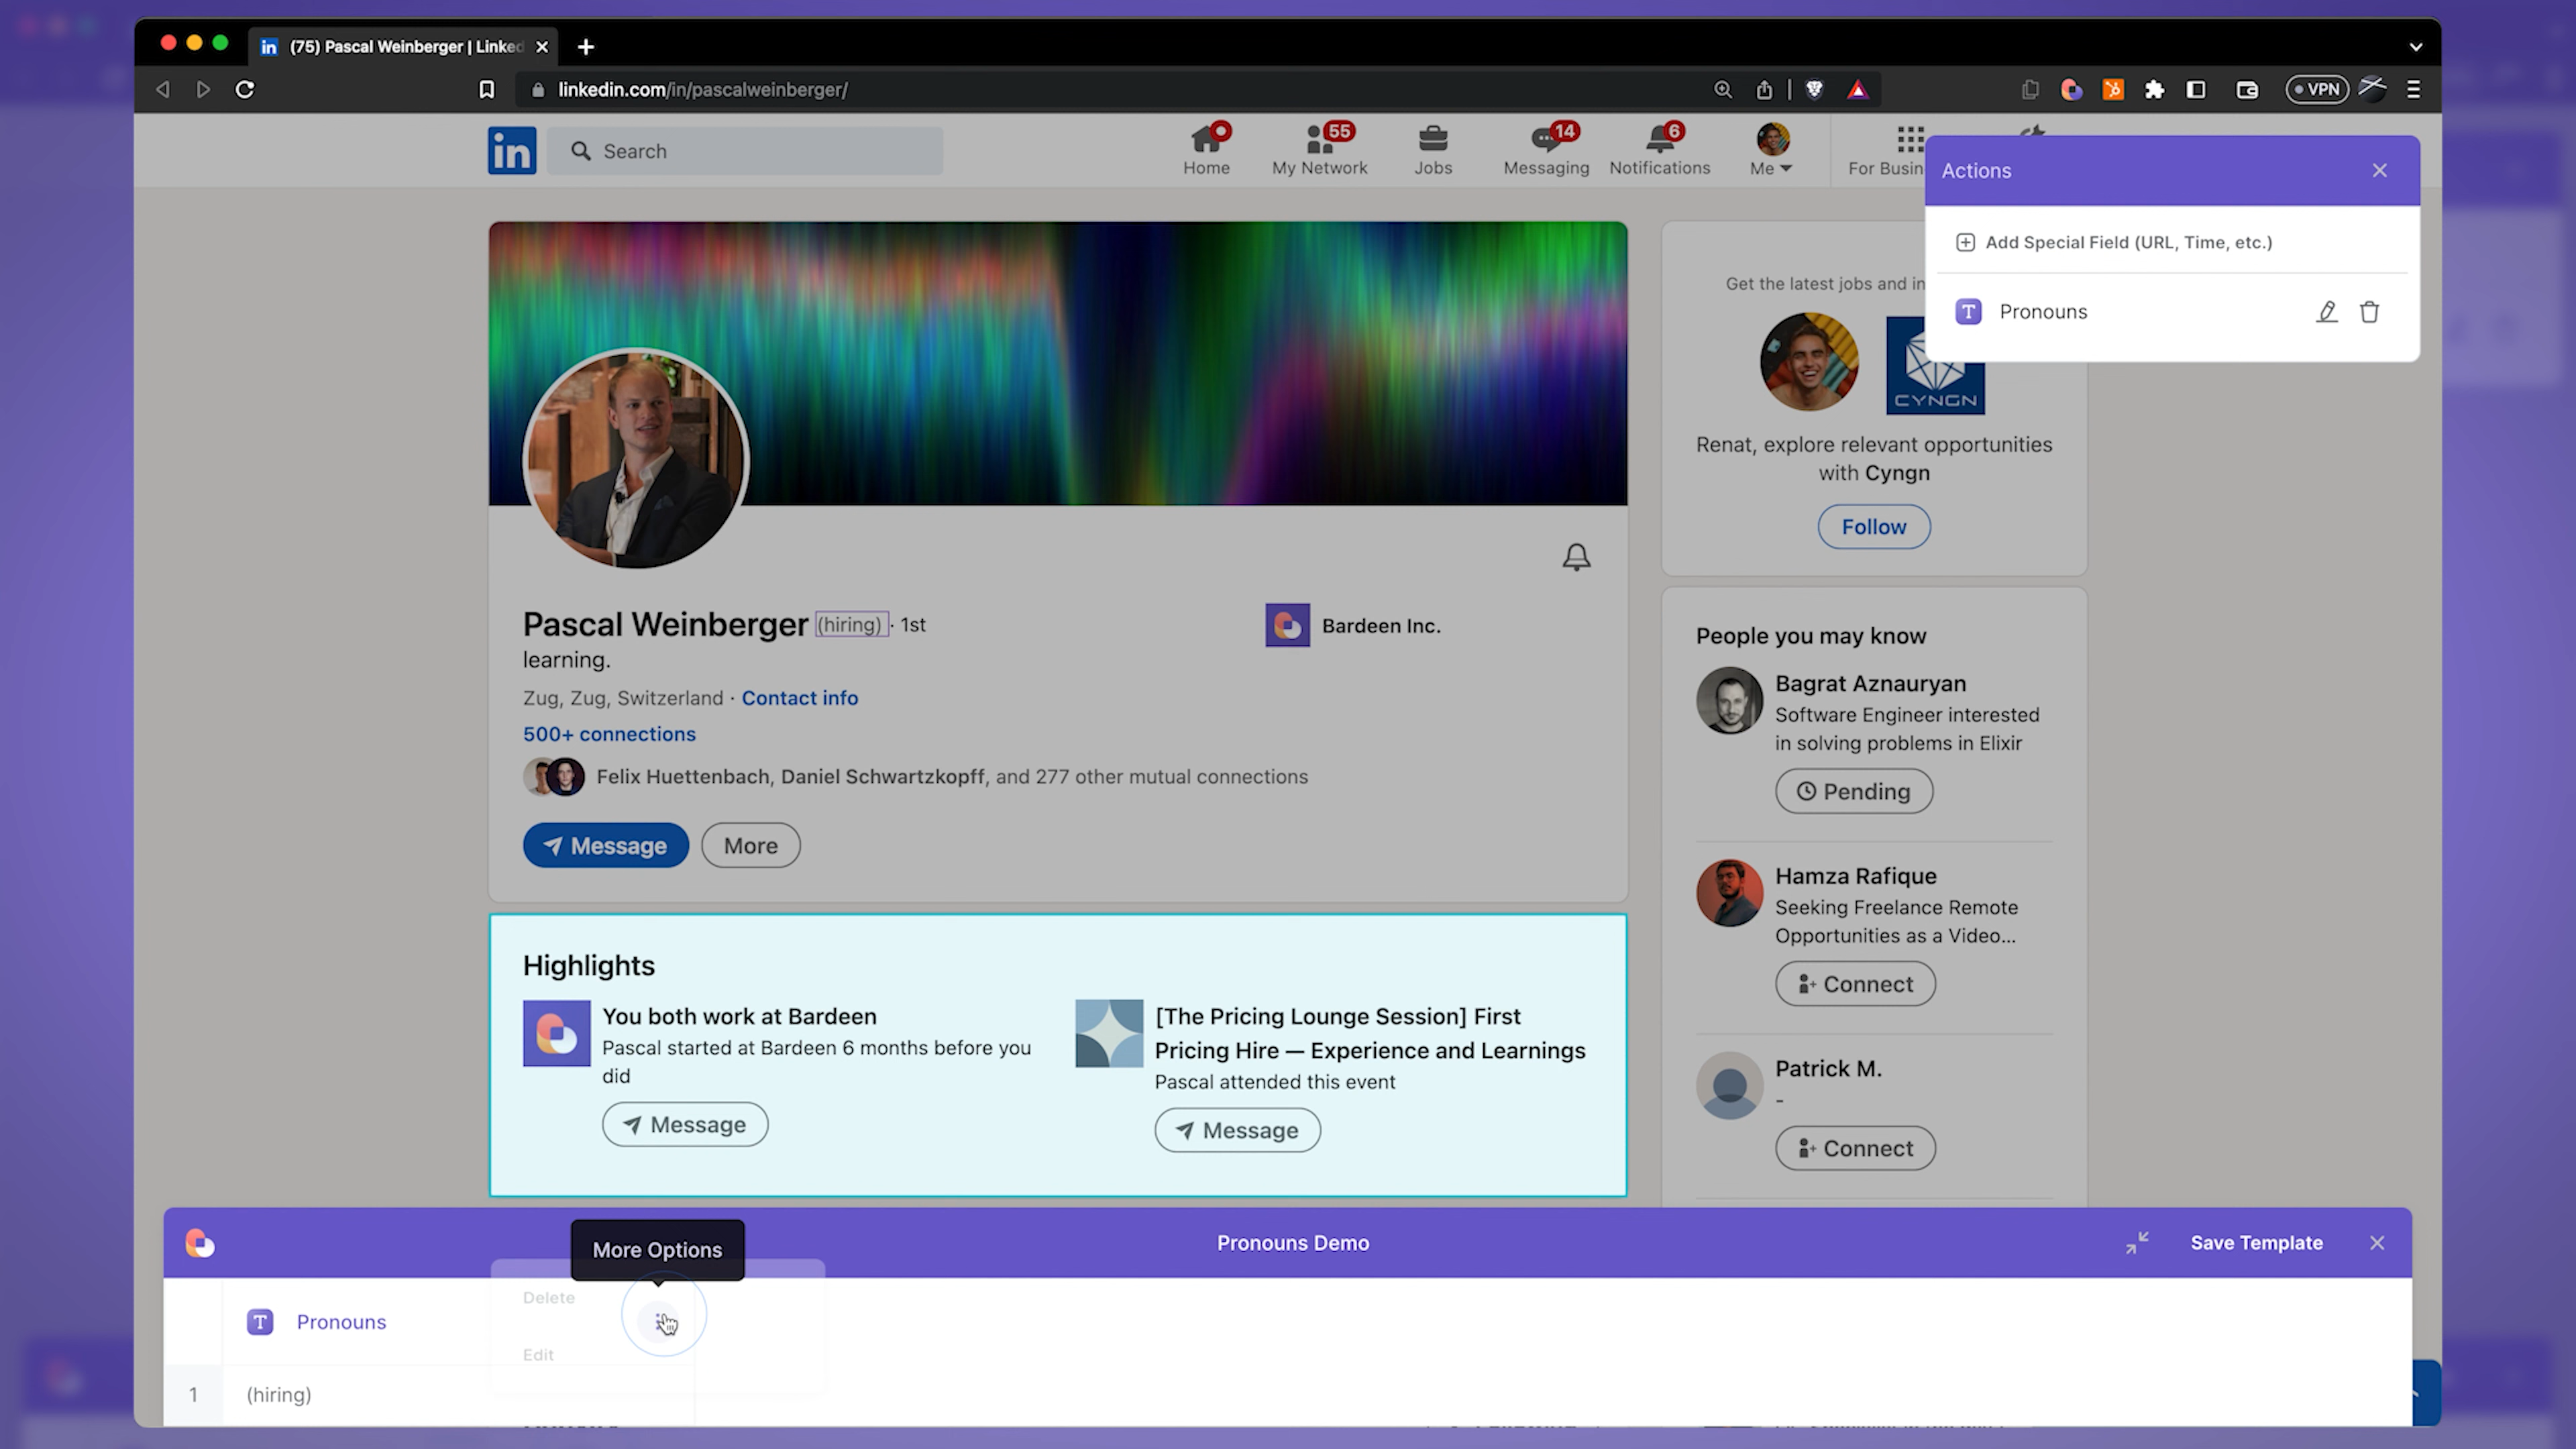 (75) Pascal Weinberger | Linked
linkedin.com/in/pascalweinberger/
VPN
in
Search
Home
55
My Network
Jobs
14
Messaging
6
Notifications
Me
For Busin
Actions
Add Special Field (URL, Time, etc.)
T Pronouns
Get the latest jobs and in
CYNGN
Renat, explore relevant opportunities
with Cyngn
Follow
Pascal Weinberger (hiring) · 1st
learning.
Zug, Zug, Switzerland · Contact info
500+ connections
Felix Huettenbach, Daniel Schwartzkopff, and 277 other mutual connections
Message
More
Bardeen Inc.
People you may know
Bagrat Aznauryan
Software Engineer interested
in solving problems in Elixir
Pending
Hamza Rafique
Seeking Freelance Remote
Opportunities as a Video...
Connect
Patrick M.
-
Connect
Highlights
You both work at Bardeen
Pascal started at Bardeen 6 months before you
did
Message
[The Pricing Lounge Session] First
Pricing Hire — Experience and Learnings
Pascal attended this event
Message
More Options
Pronouns Demo
Save Template
Delete
T Pronouns
Edit
1 (hiring)